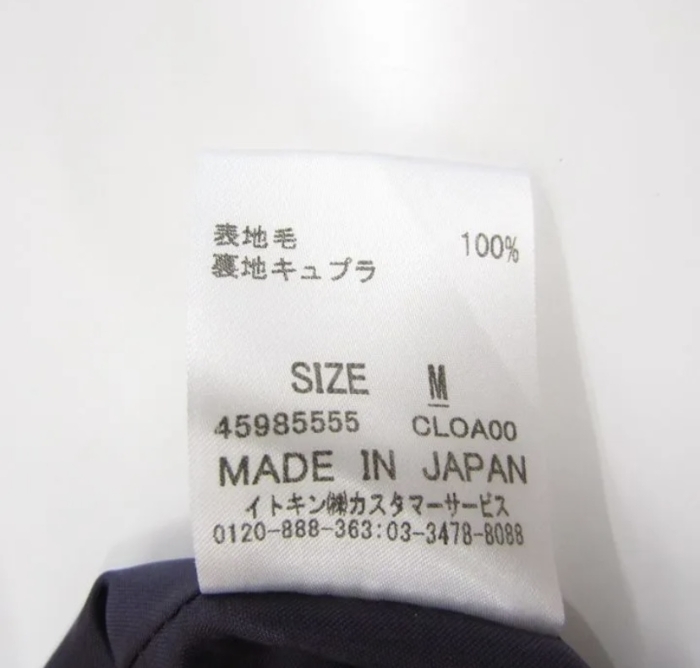 表地毛 100%
裏地キュプラ
SIZE M
45985555 CLOA00
MADE IN JAPAN
イトキン㈱カスタマーサービス
0120-888-363:03-3478-8088